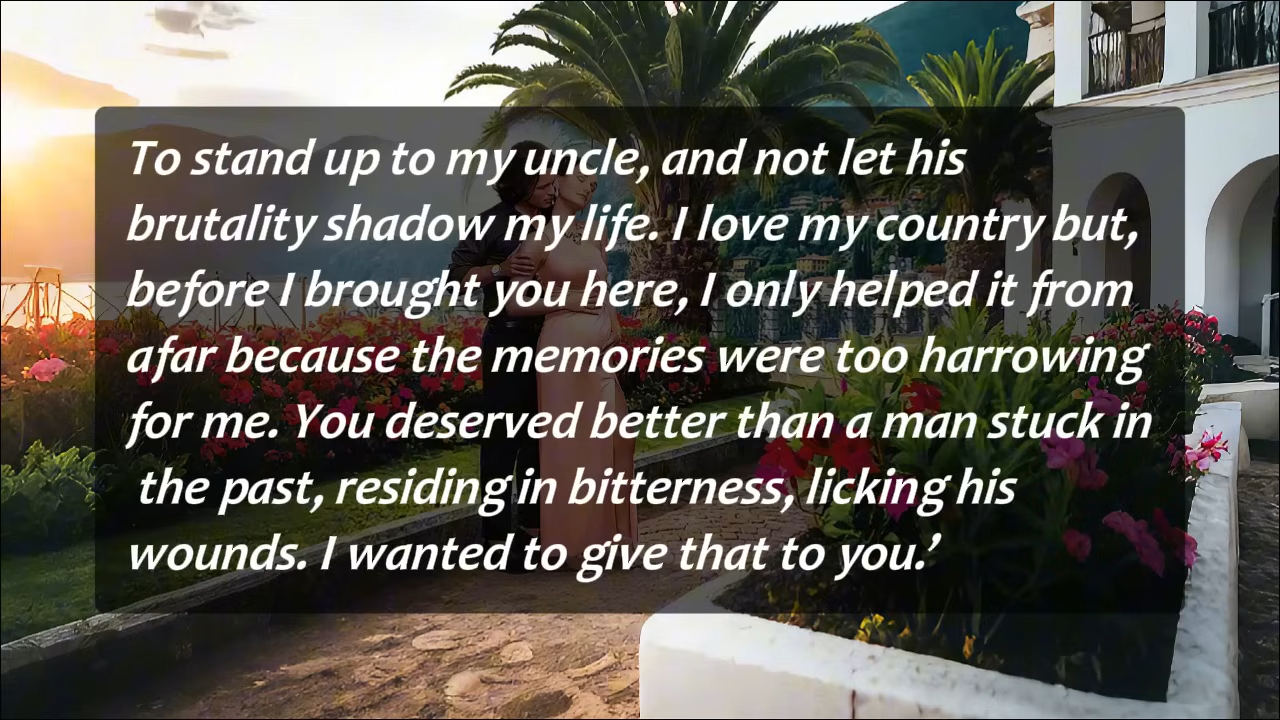 To stand up to my uncle, and not let his
brutality shadow my life. I love my country but,
before I brought you here, I only helped it from
afar because the memories were too harrowing
for me. You deserved better than a man stuck in
the past, residing in bitterness, licking his
wounds. I wanted to give that to you.’